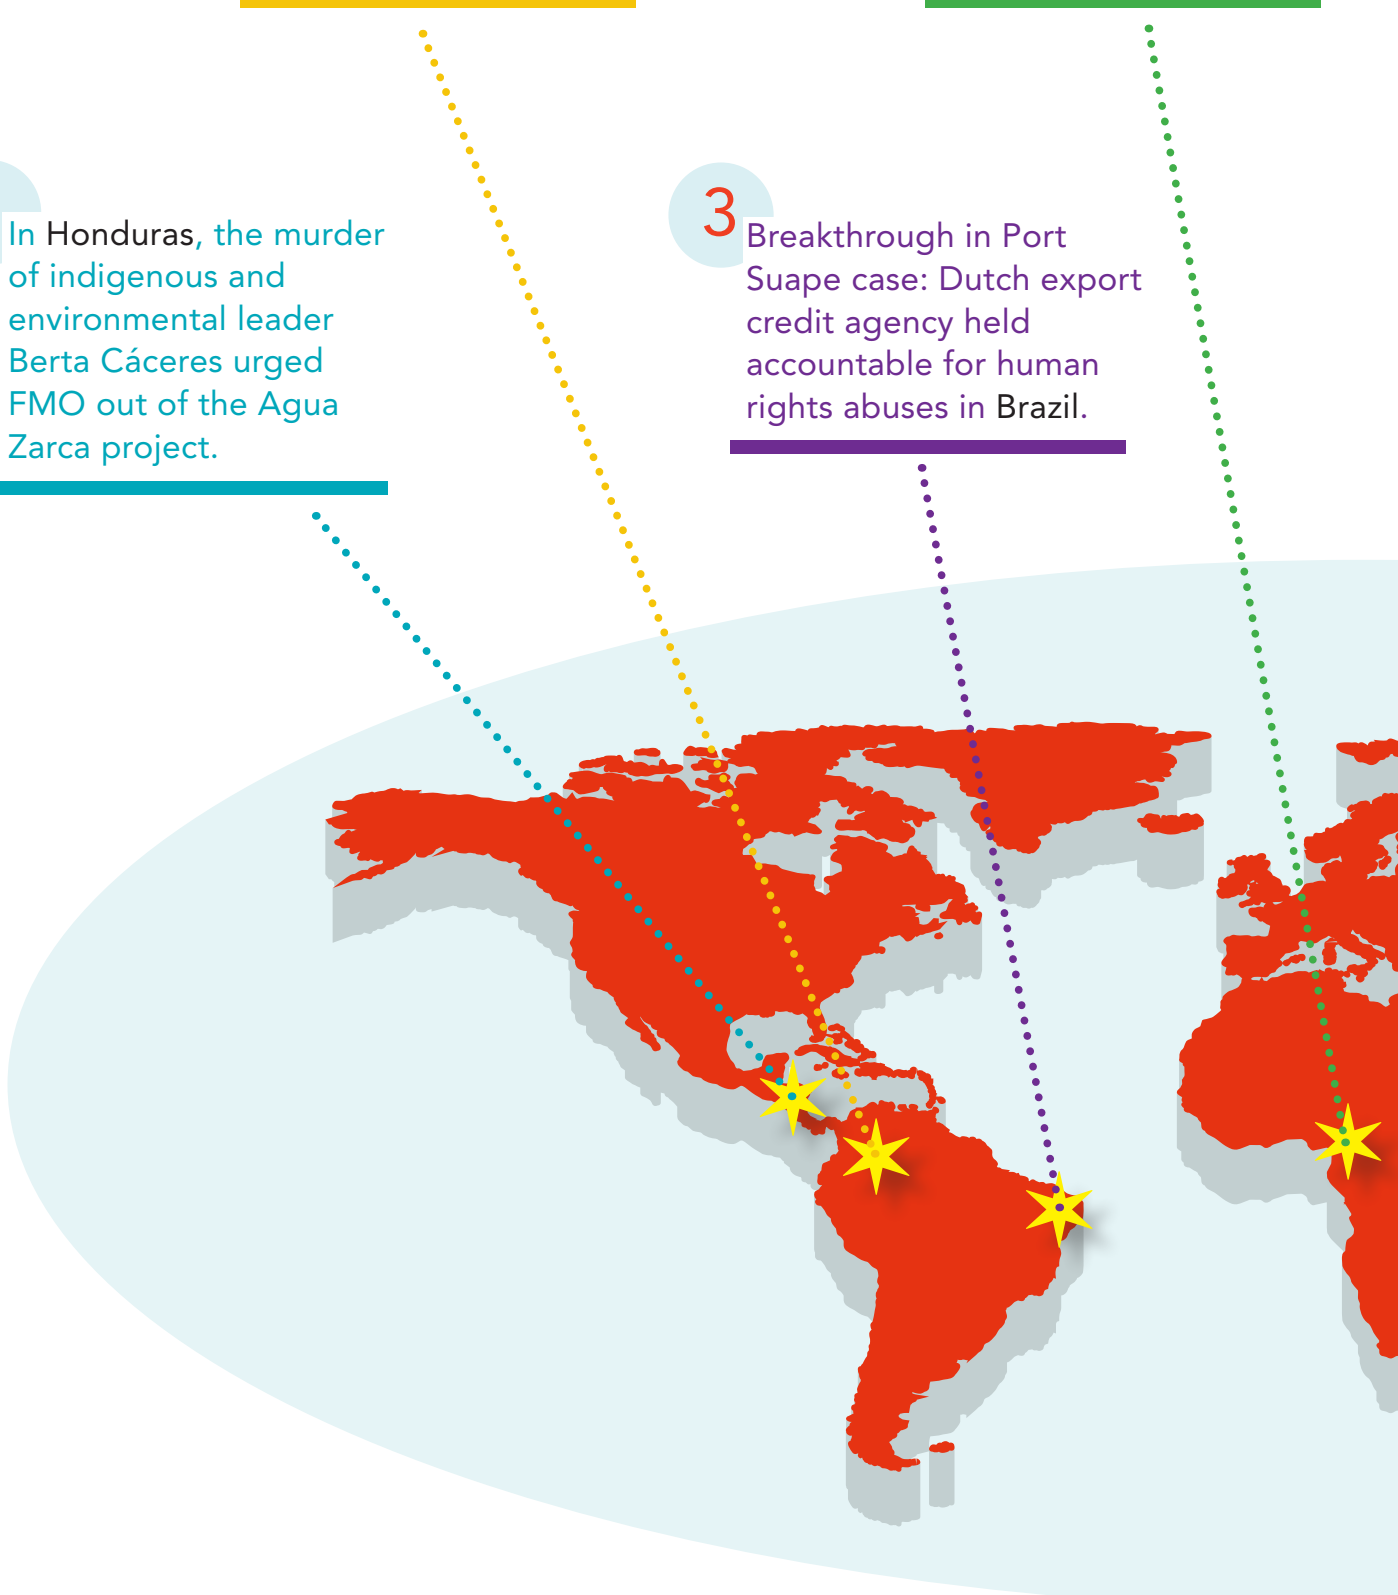 In Honduras, the murder
of indigenous and
environmental leader
Berta Cáceres urged
FMO out of the Agua
Zarca project.
3
Breakthrough in Port
Suape case: Dutch export
credit agency held
accountable for human
rights abuses in Brazil.